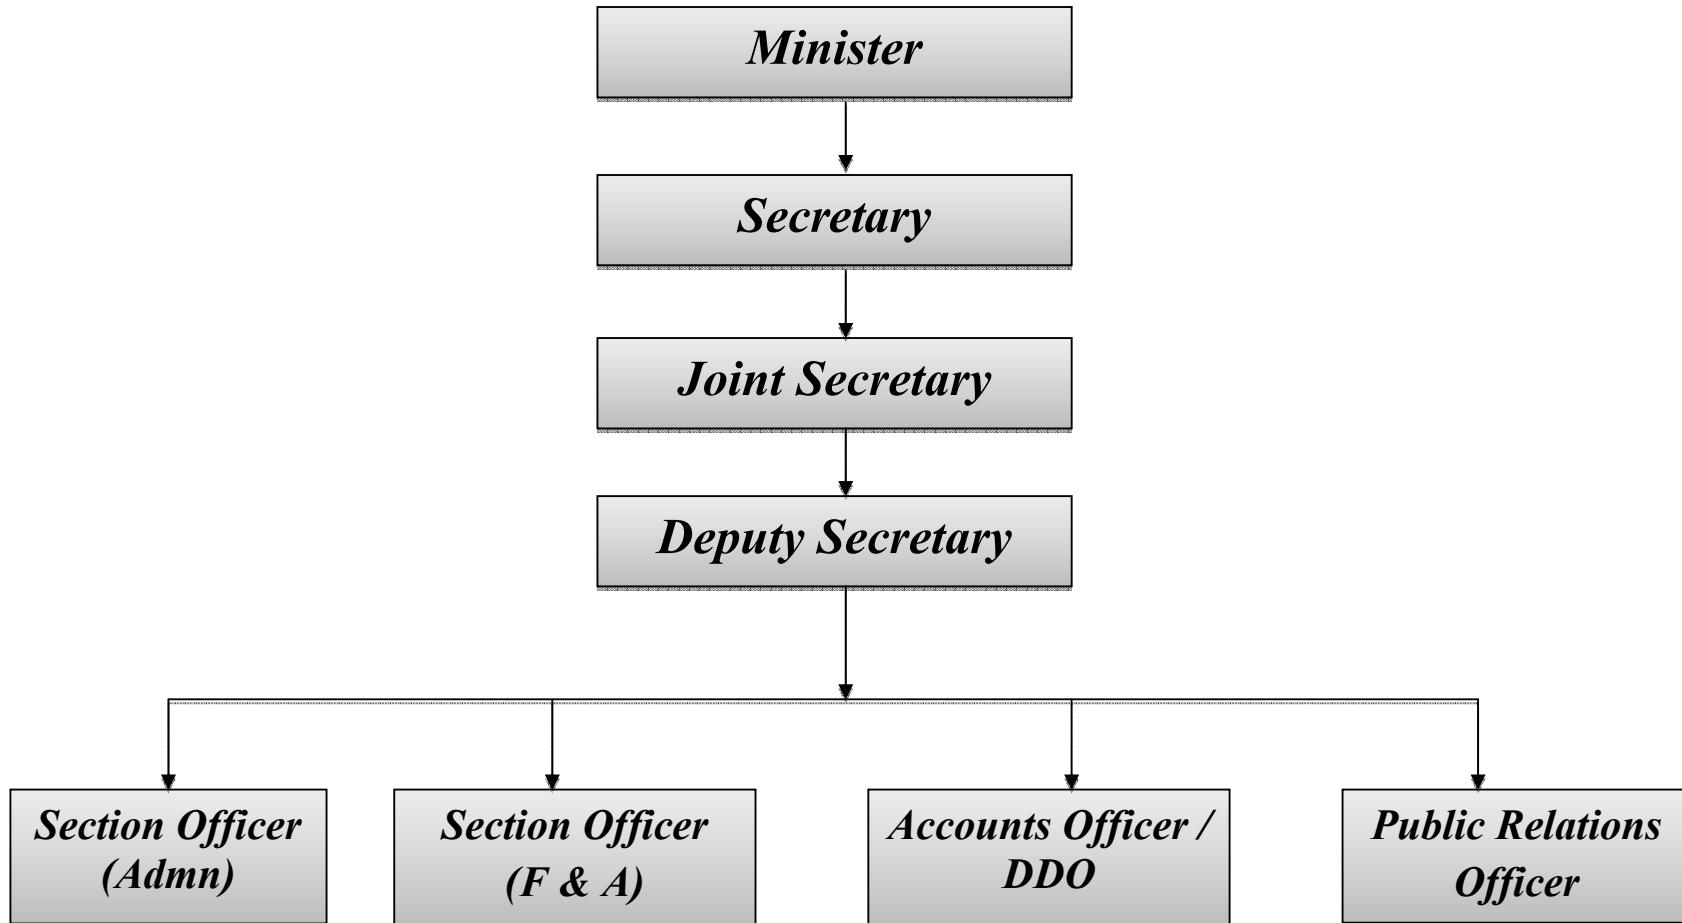 Minister
Secretary
Joint Secretary
Deputy Secretary
Section Officer
(Admn)
Section Officer
(F & A)
Accounts Officer /
DDO
Public Relations
Officer